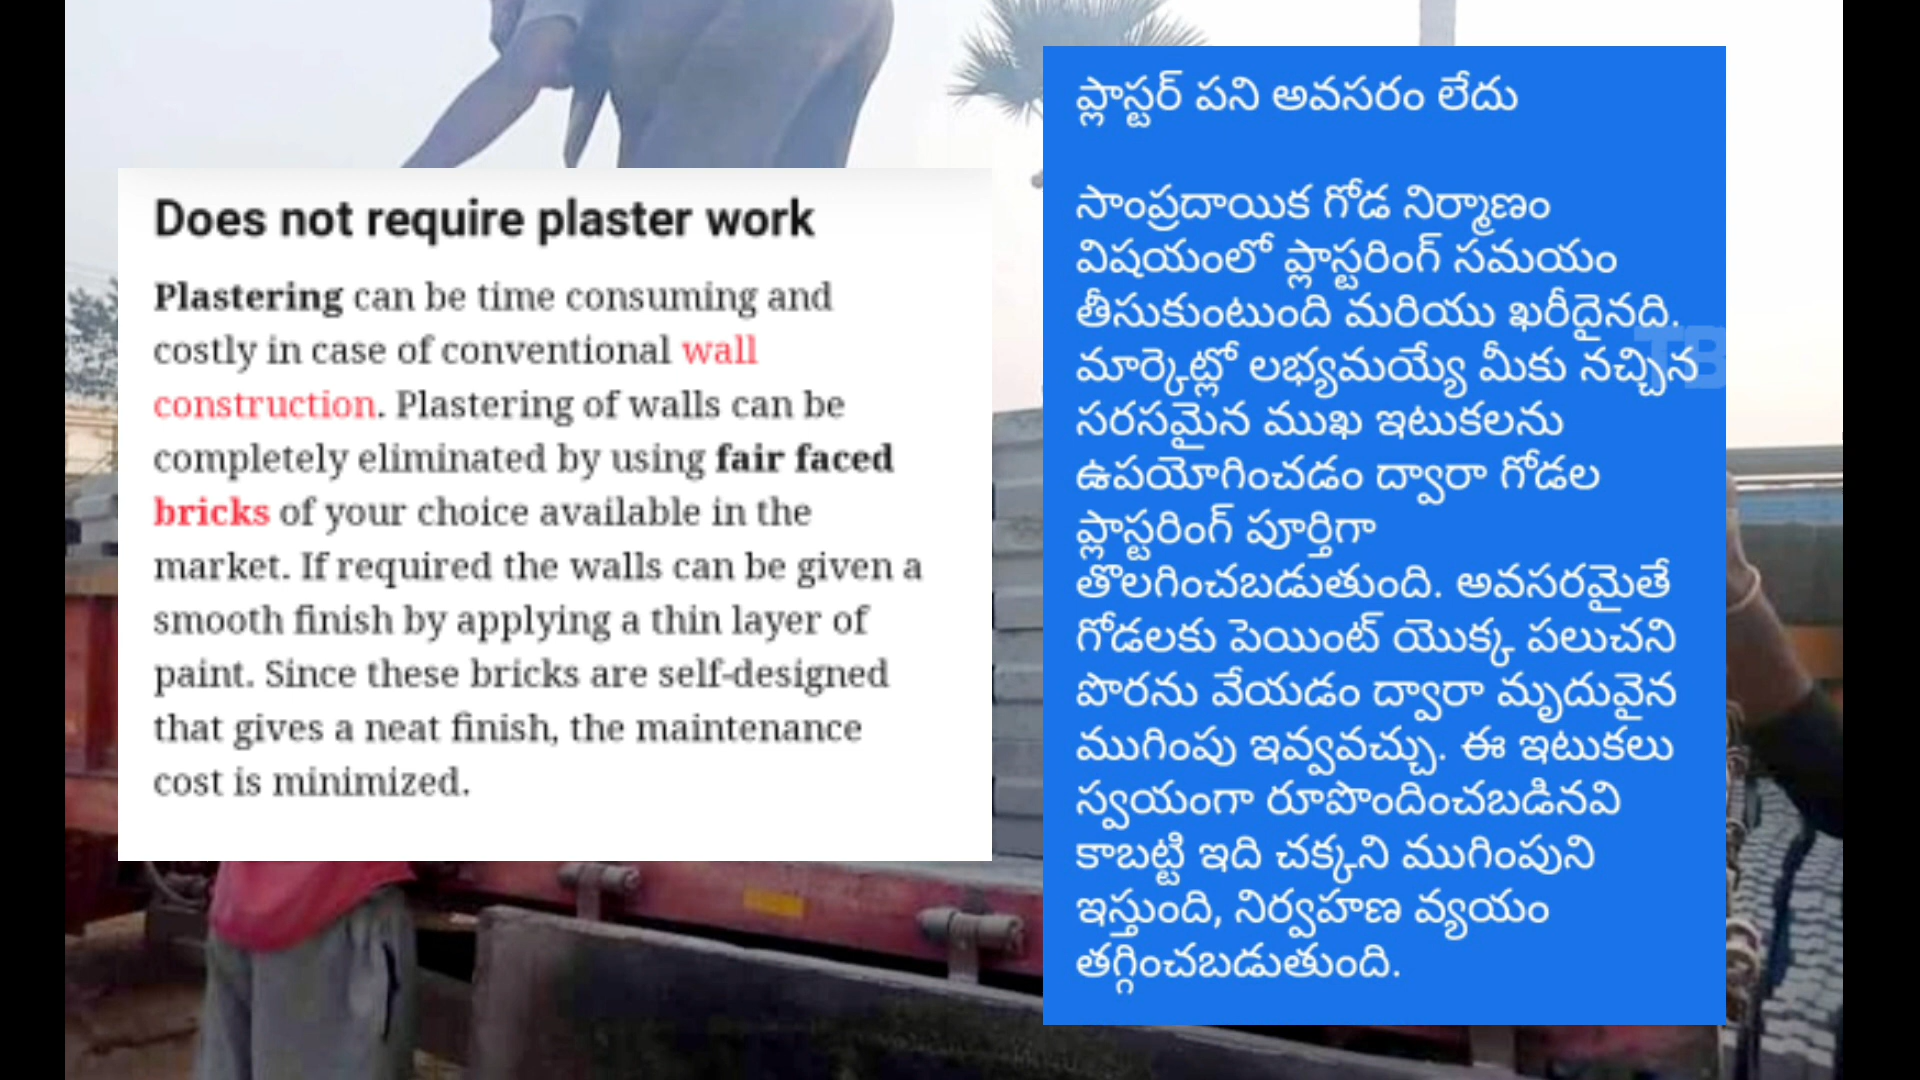 Does not require plaster work
Plastering can be time consuming and
costly in case of conventional wall
construction. Plastering of walls can be
completely eliminated by using fair faced
bricks of your choice available in the
market. If required the walls can be given a
smooth finish by applying a thin layer of
paint. Since these bricks are self-designed
that gives a neat finish, the maintenance
cost is minimized.
ప్లాస్టర్ పని అవసరం లేదు
సాంప్రదాయిక గోడ నిర్మాణం
విషయంలో ప్లాస్టరింగ్ సమయం
తీసుకుంటుంది మరియు ఖరీదైనది.
మార్కెట్లో లభ్యమయ్యే మీకు నచ్చిన
సరసమైన ముఖ ఇటుకలను
ఉపయోగించడం ద్వారా గోడల
ప్లాస్టరింగ్ పూర్తిగా
తొలగించబడుతుంది. అవసరమైతే
గోడలకు పెయింట్ యొక్క పలుచని
పొరను వేయడం ద్వారా మృదువైన
ముగింపు ఇవ్వవచ్చు. ఈ ఇటుకలు
స్వయంగా రూపొందించబడినవి
కాబట్టి ఇది చక్కని ముగింపుని
ఇస్తుంది, నిర్వహణ వ్యయం
తగ్గించబడుతుంది.